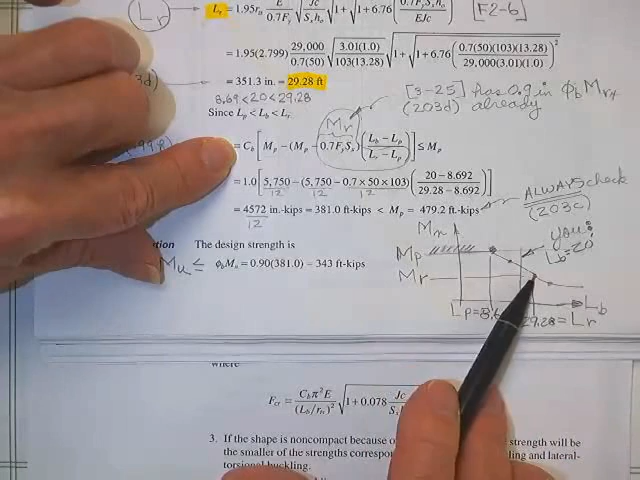 Lr
Lr = 1.95rts E/0.7Fy √Jc/Sxho √1+√1+6.76(0.7FySxho/EJc)
[F2-6]
= 1.95(2.799) 29,000/0.7(50) √3.01(1.0)/103(13.28) √1+√1+6.76(0.7(50)(103)(13.28)/29,000(3.01)(1.0))²
= 351.3 in. = 29.28 ft
8.69<20<29.28
[3-25] has 0.9 in ϕbMrx
(203d) already
Since Lp < Lb < Lr,
Mr
= Cb[Mp − (Mp − 0.7FySx)(Lb − Lp/Lr − Lp)] ≤ Mp
= 1.0[5,750 − (5,750 − 0.7 × 50 × 103)(20 − 8.692/29.28 − 8.692)]
12 12 12
ALWAYS check
(203c)
= 4572 in.-kips = 381.0 ft-kips < Mp = 479.2 ft-kips
12
Mn
you:
Lb=20'
The design strength is
Mp
Mu ≤ ϕbMn = 0.90(381.0) = 343 ft-kips
Mr
Lb
Lp=8.6
29.28 = Lr
where
Fcr = Cbπ²E/(Lb/rts)² √1 + 0.078 Jc
3. If the shape is noncompact because o strength will be
the smaller of the strengths correspon ling and lateral-
torsional buckling.